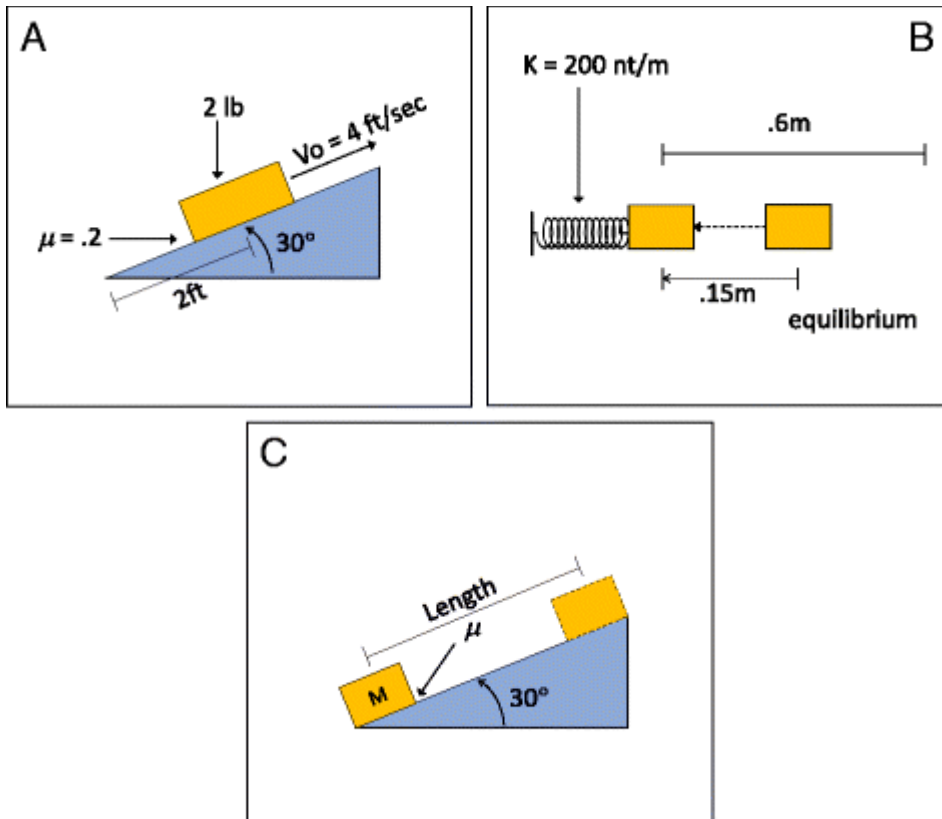 A
2 lb
Vo = 4 ft/sec
μ = .2
30°
2ft
B
K = 200 nt/m
.6m
.15m
equilibrium
C
Length
μ
M
30°